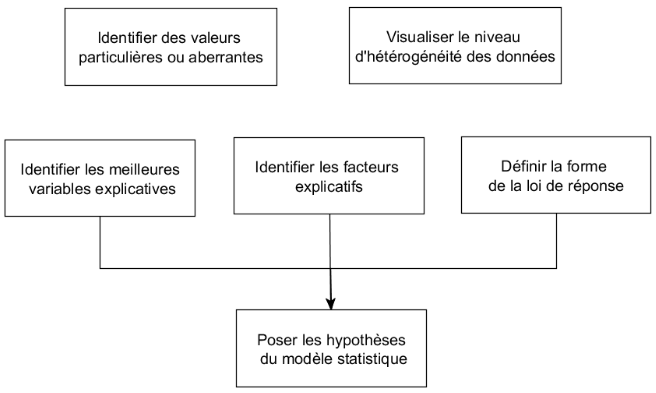 Identifier des valeurs
particulières ou aberrantes
Visualiser le niveau
d'hétérogénéité des données
Identifier les meilleures
variables explicatives
Identifier les facteurs
explicatifs
Définir la forme
de la loi de réponse
Poser les hypothèses
du modèle statistique